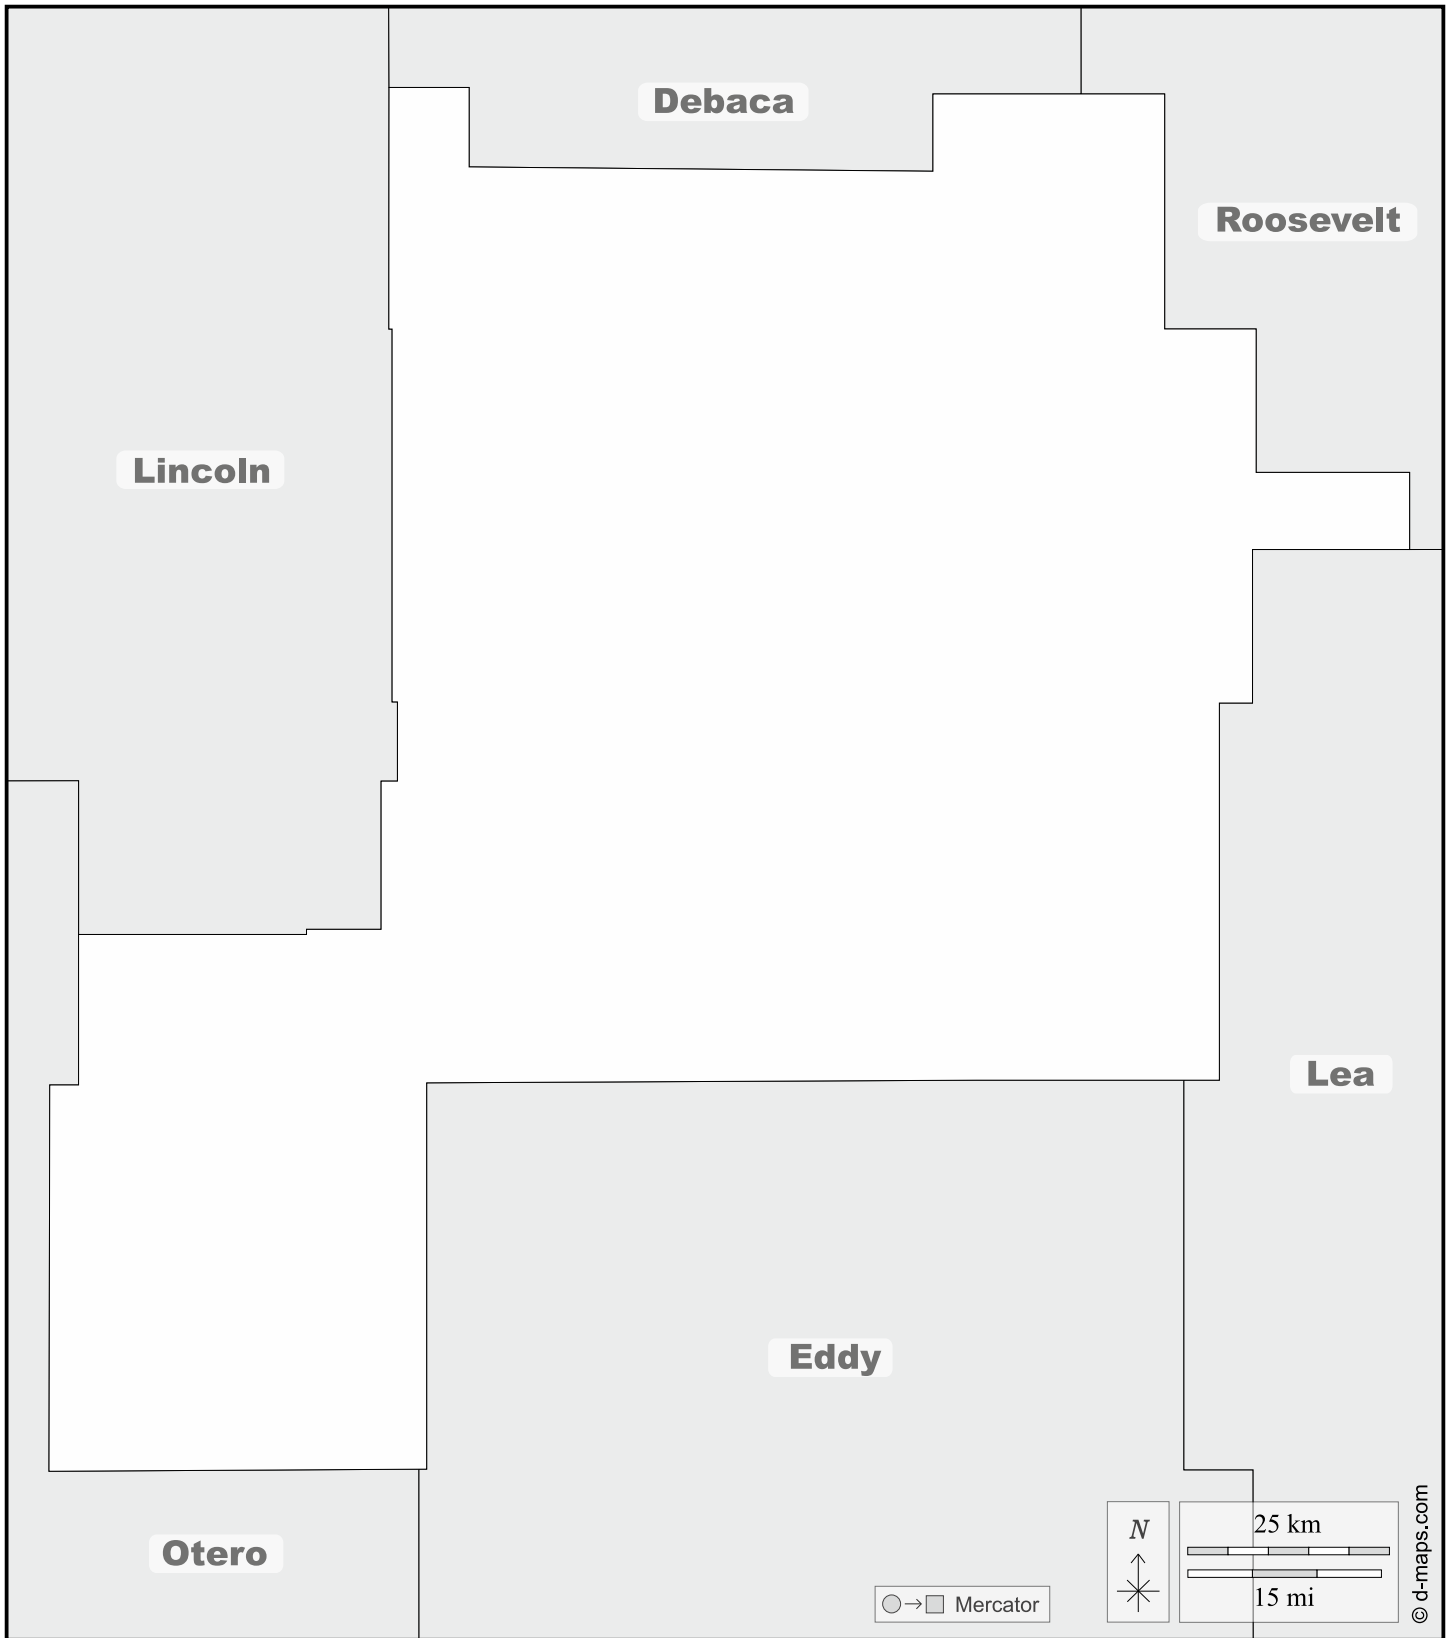 Debaca
Roosevelt
Lincoln
Lea
Eddy
Otero
N
25 km
15 mi
Mercator
© d-maps.com